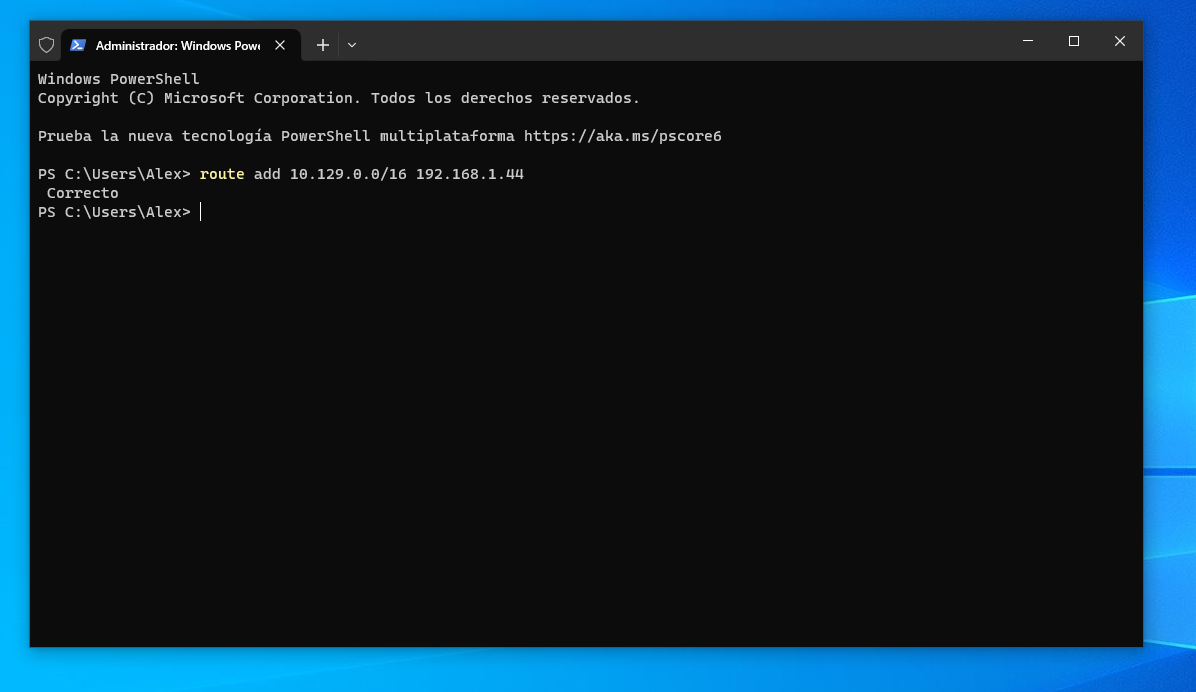 Administrador: Windows Powe
Windows PowerShell
Copyright (C) Microsoft Corporation. Todos los derechos reservados.
Prueba la nueva tecnología PowerShell multiplataforma https://aka.ms/pscore6
PS C:\Users\Alex> route add 10.129.0.0/16 192.168.1.44
Correcto
PS C:\Users\Alex>